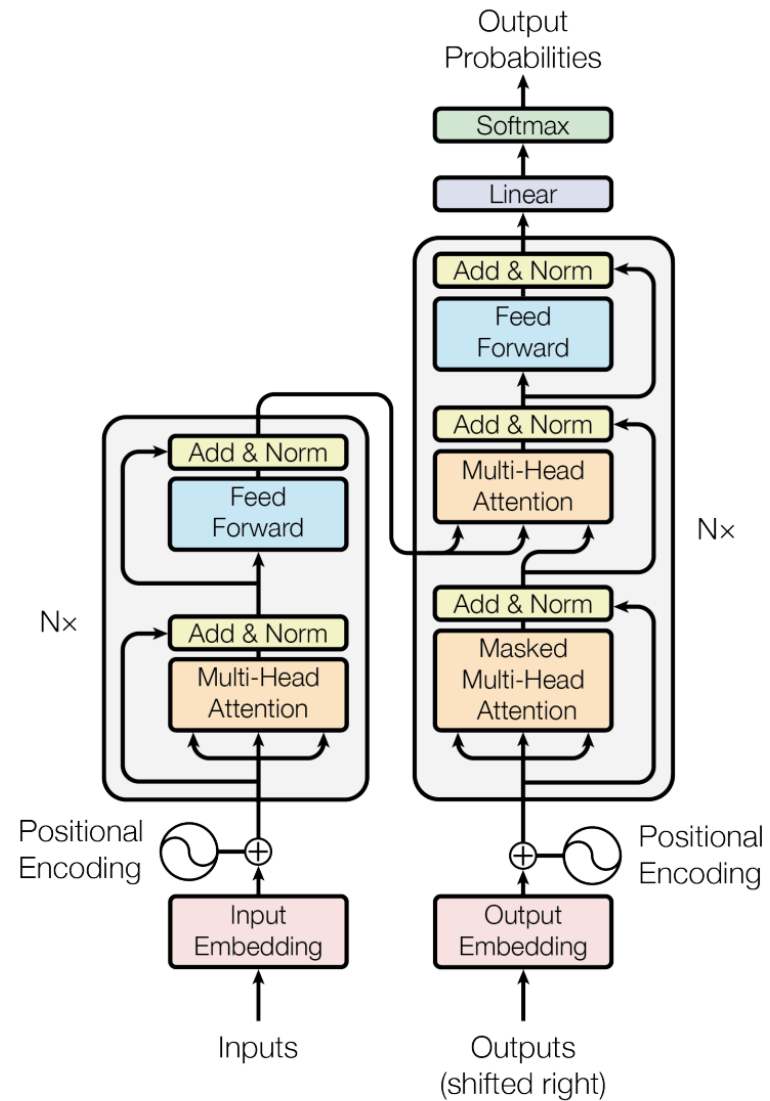 Output
Probabilities
Softmax
Linear
Add & Norm
Feed
Forward
Add & Norm
Multi-Head
Attention
N×
Add & Norm
Masked
Multi-Head
Attention
Add & Norm
Feed
Forward
N×
Add & Norm
Multi-Head
Attention
Positional
Encoding
Positional
Encoding
Input
Embedding
Output
Embedding
Inputs
Outputs
(shifted right)